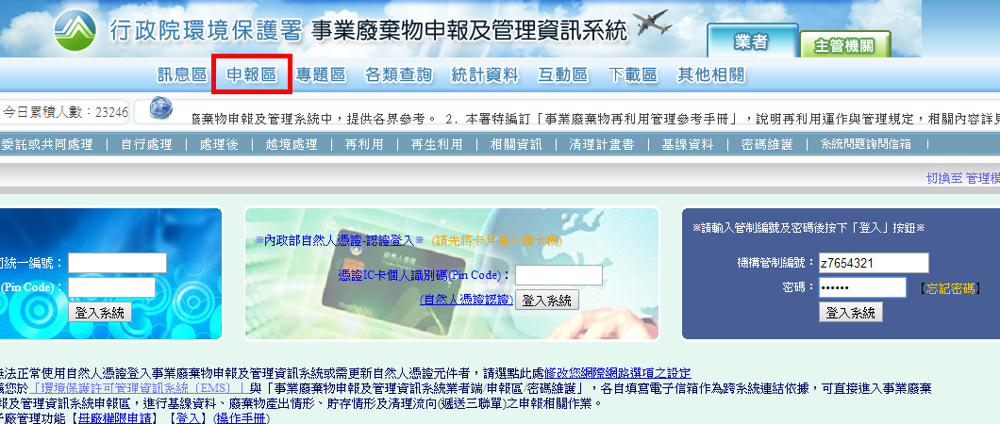 行政院環境保護署 事業廢棄物申報及管理資訊系統
業者 主管機關
訊息區 申報區 專題區 各類查詢 統計資料 互動區 下載區 其他相關
今日累積人數：23246
廢棄物申報及管理系統中，提供各界參考。 2. 本署特編訂「事業廢棄物再利用管理參考手冊」，說明再利用運作與管理規定，相關內容詳見
委託或共同處理 | 自行處理 | 處理後 | 越境處理 | 再利用 | 再生利用 | 相關資訊 | 清理計畫書 | 基線資料 | 密碼維護 | 系統問題詢問信箱 |
切換至 管理模
統一編號：
(Pin Code)：
登入系統
※內政部自然人憑證-認證登入※ (請先將卡片插入讀卡機)
憑證IC卡個人識別碼(Pin Code)：
(自然人憑證認證) 登入系統
※請輸入管制編號及密碼後按下「登入」按鈕※
機構管制編號：z7654321
密碼：•••••• 【忘記密碼】
登入系統
無法正常使用自然人憑證登入事業廢棄物申報及管理資訊系統或需更新自然人憑證元件者，請選點此處修改您網際網路選項之設定
議您於「環境保護許可管理資訊系統（EMS）」與「事業廢棄物申報及管理資訊系統業者端/申報區/密碼維護」，各自填寫電子信箱作為跨系統連結依據，可直接進入事業廢棄
報及管理資訊系統申報區，進行基線資料、廢棄物產出情形、貯存情形及清理流向(遞送三聯單)之申報相關作業。
子廠管理功能【母廠權限申請】【登入】(操作手冊)